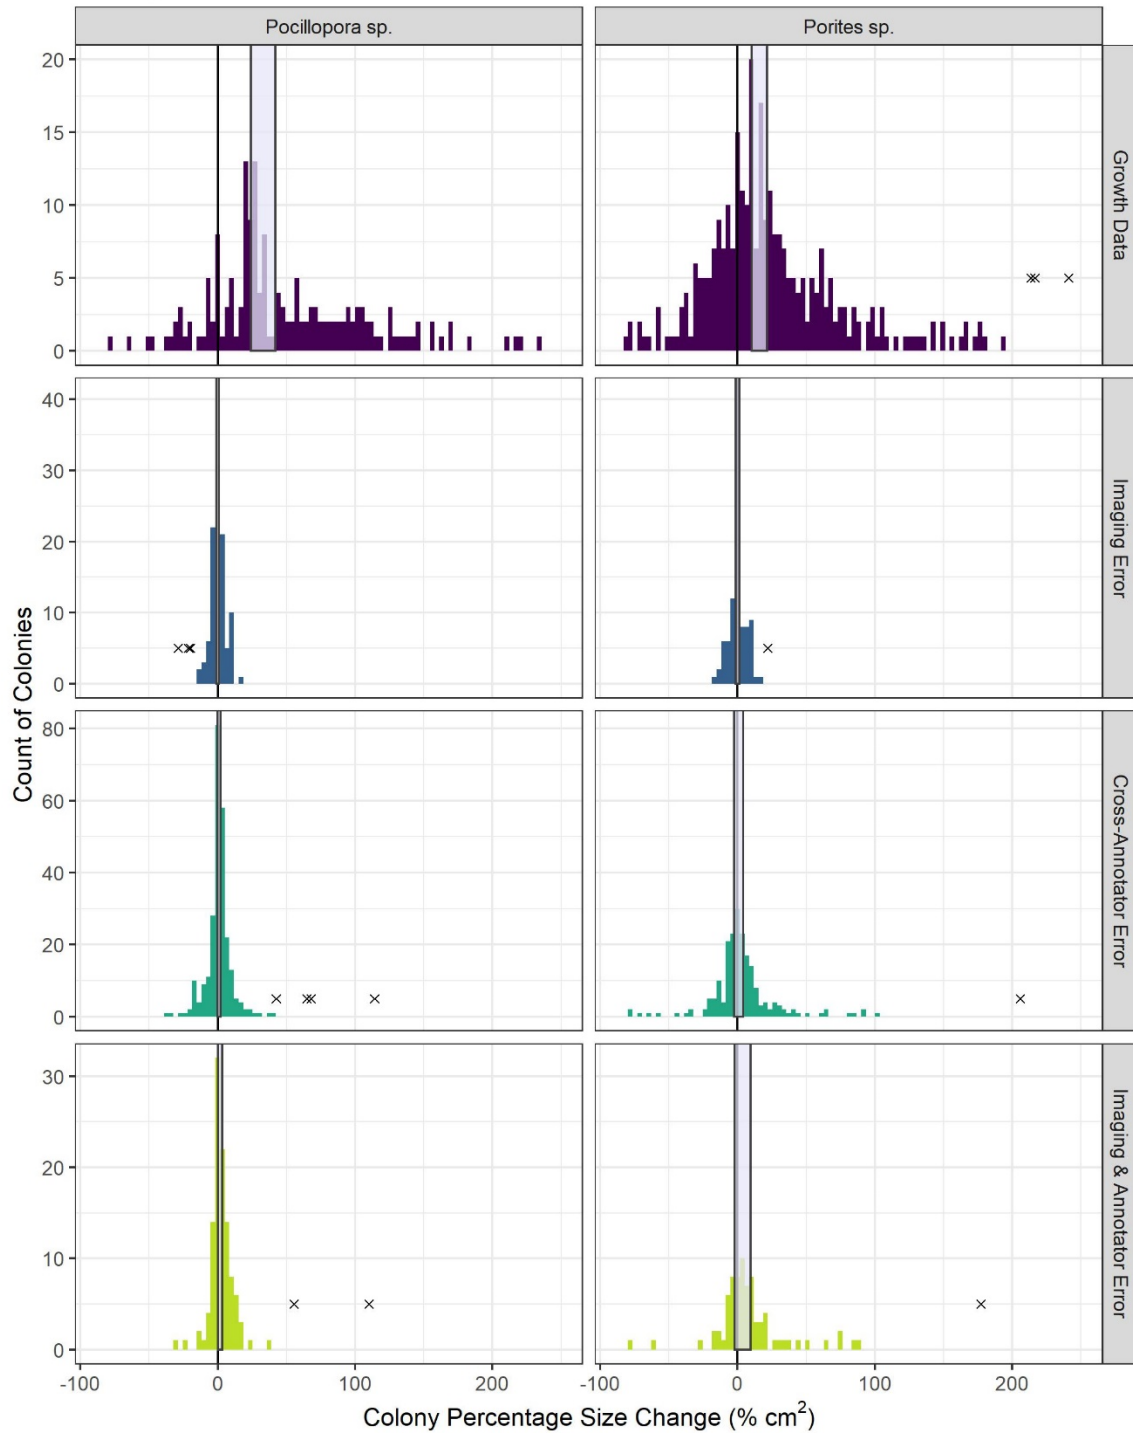 Pocillopora sp.
Porites sp.
20
15
10
5
0
Growth Data
40
30
20
10
0
Imaging Error
80
60
40
20
0
Cross-Annotator Error
30
20
10
0
Imaging & Annotator Error
Count of Colonies
-100 0 100 200
-100 0 100 200
Colony Percentage Size Change (% cm²)